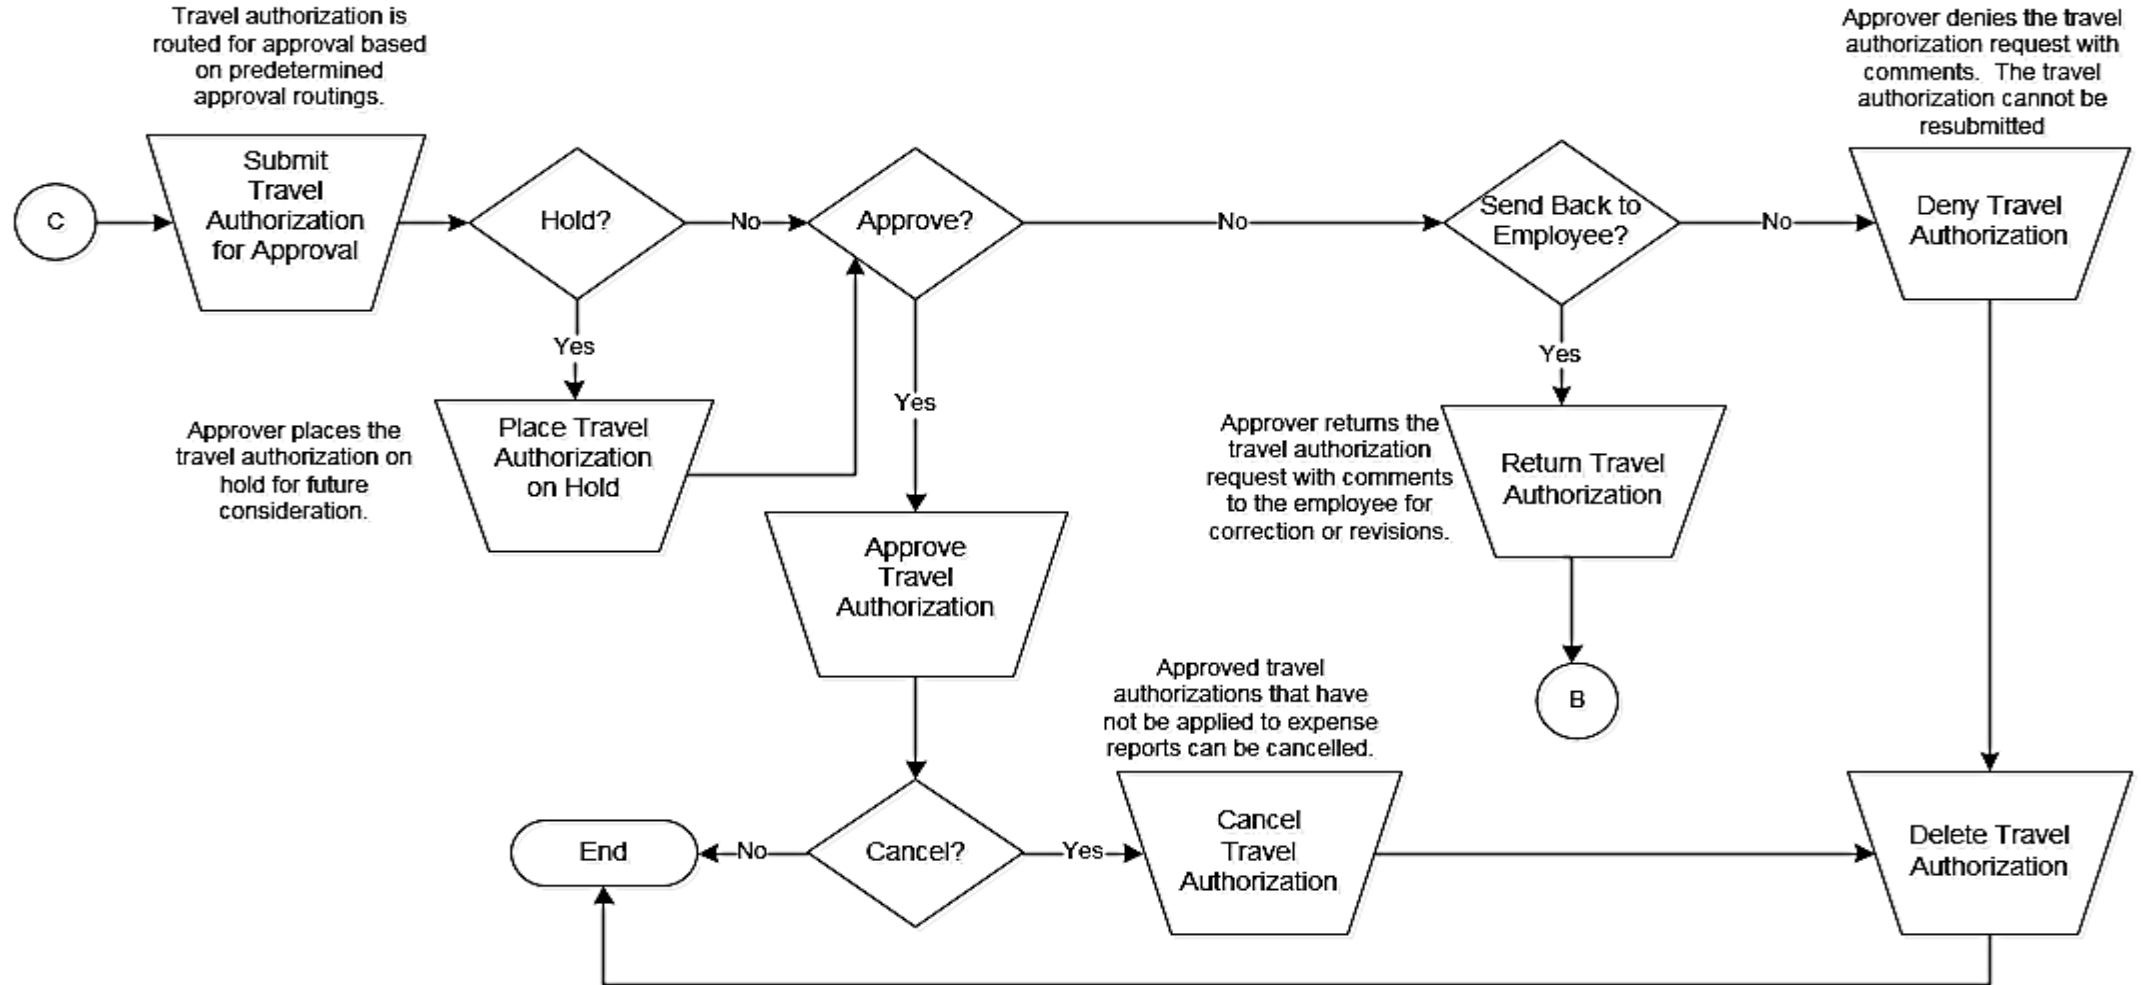 Travel authorization is
routed for approval based
on predetermined
approval routings.
Approver denies the travel
authorization request with
comments. The travel
authorization cannot be
resubmitted
C
Submit
Travel
Authorization
for Approval
Hold?
No
Approve?
No
Send Back to
Employee?
No
Deny Travel
Authorization
Yes
Yes
Yes
Approver places the
travel authorization on
hold for future
consideration.
Place Travel
Authorization
on Hold
Approver returns the
travel authorization
request with comments
to the employee for
correction or revisions.
Return Travel
Authorization
Approve
Travel
Authorization
B
Approved travel
authorizations that have
not be applied to expense
reports can be cancelled.
End
No
Cancel?
Yes
Cancel
Travel
Authorization
Delete Travel
Authorization